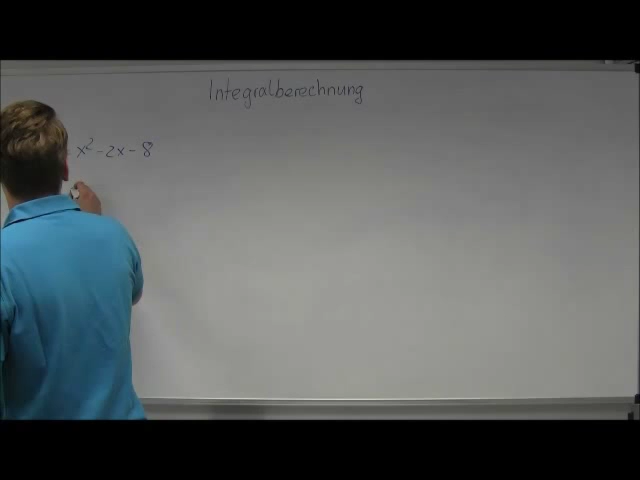 Integralberechnung
x² - 2x - 8